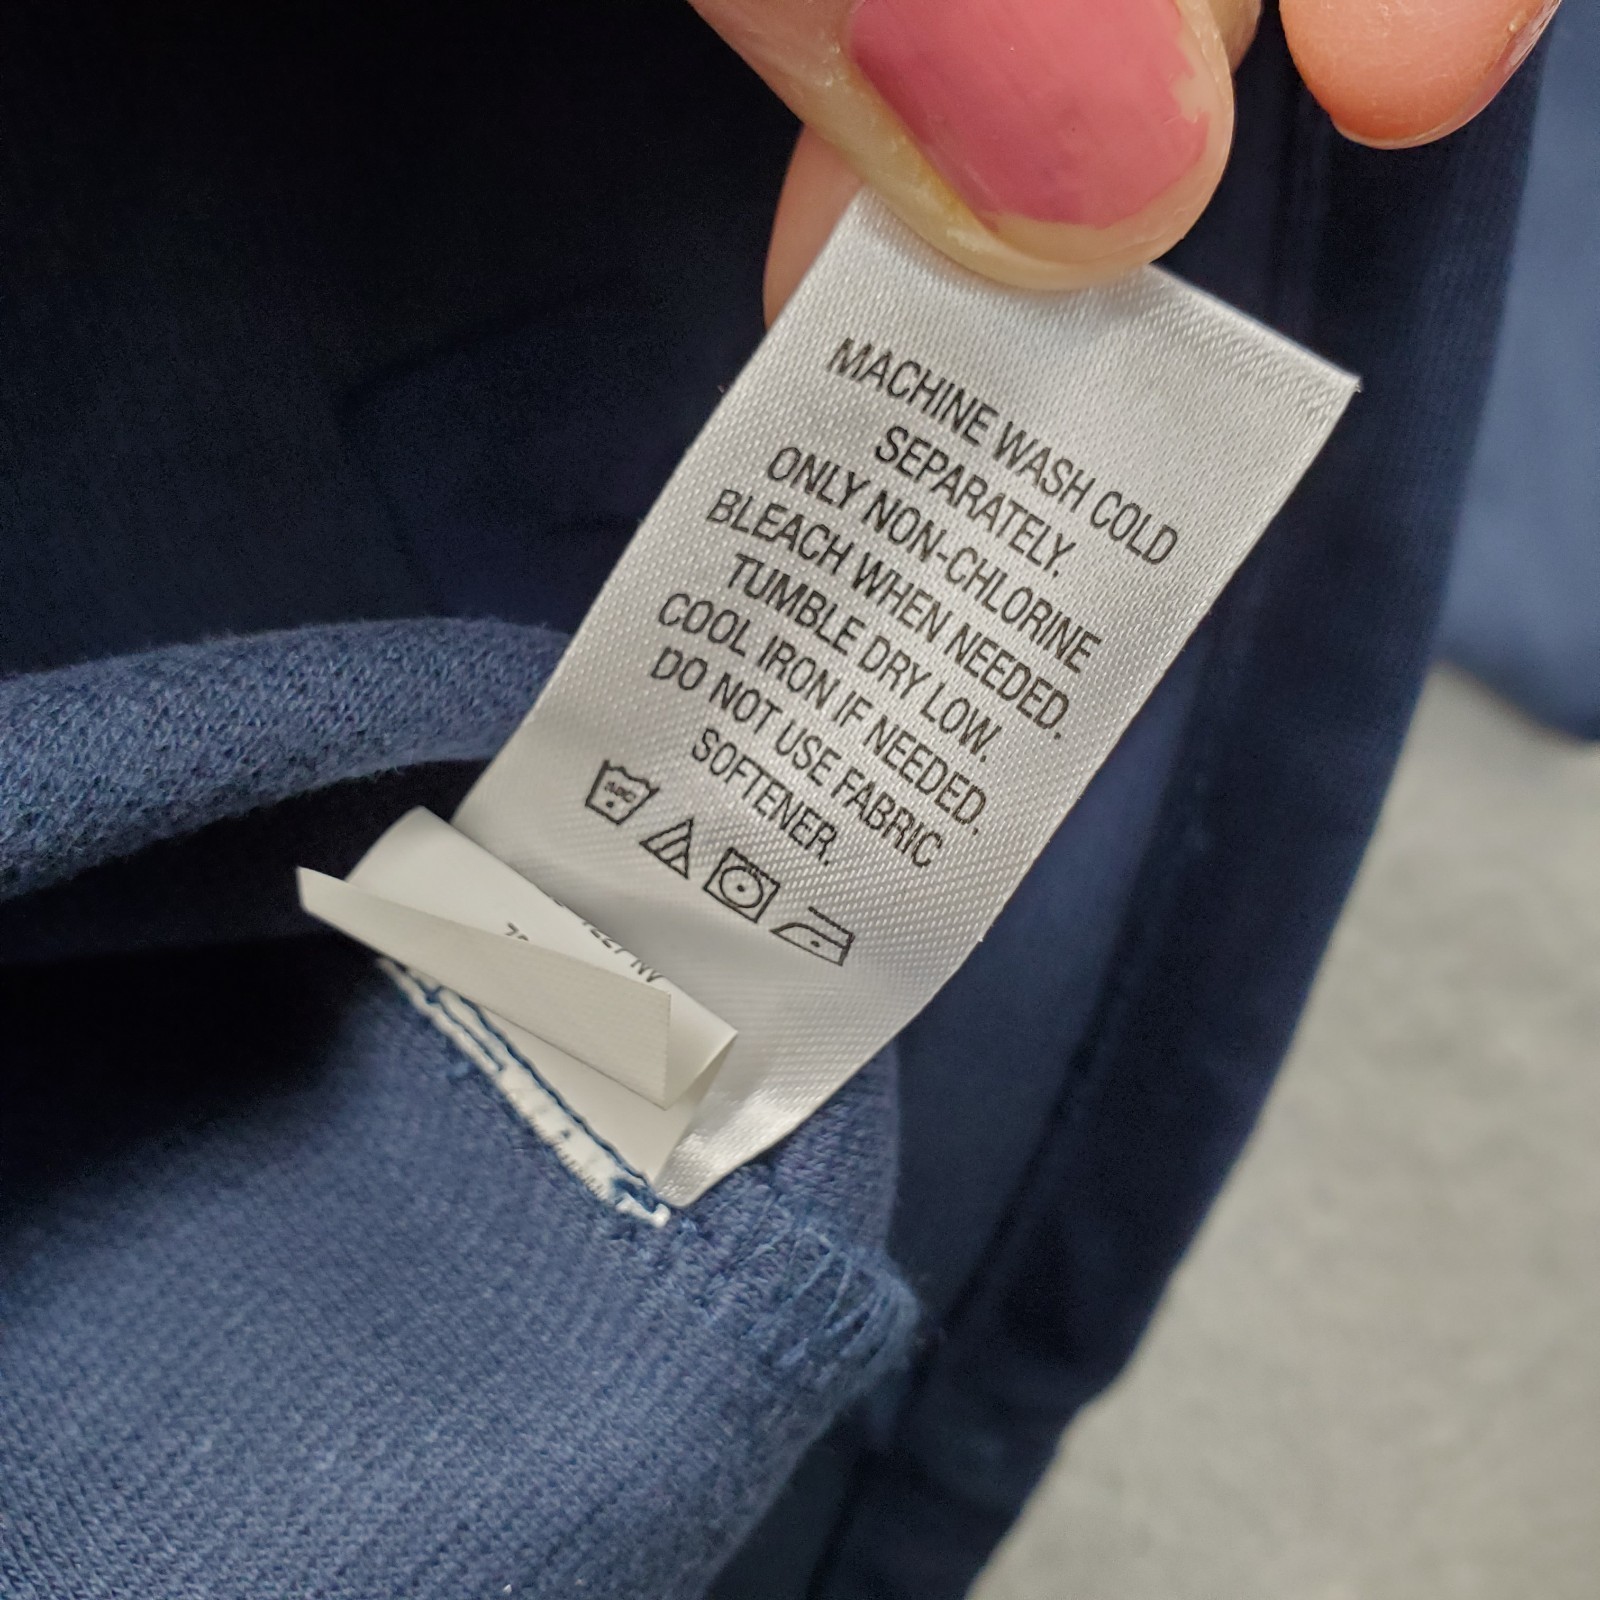 MACHINE WASH COLD
SEPARATELY.
ONLY NON-CHLORINE
BLEACH WHEN NEEDED.
TUMBLE DRY LOW.
COOL IRON IF NEEDED.
DO NOT USE FABRIC
SOFTENER.